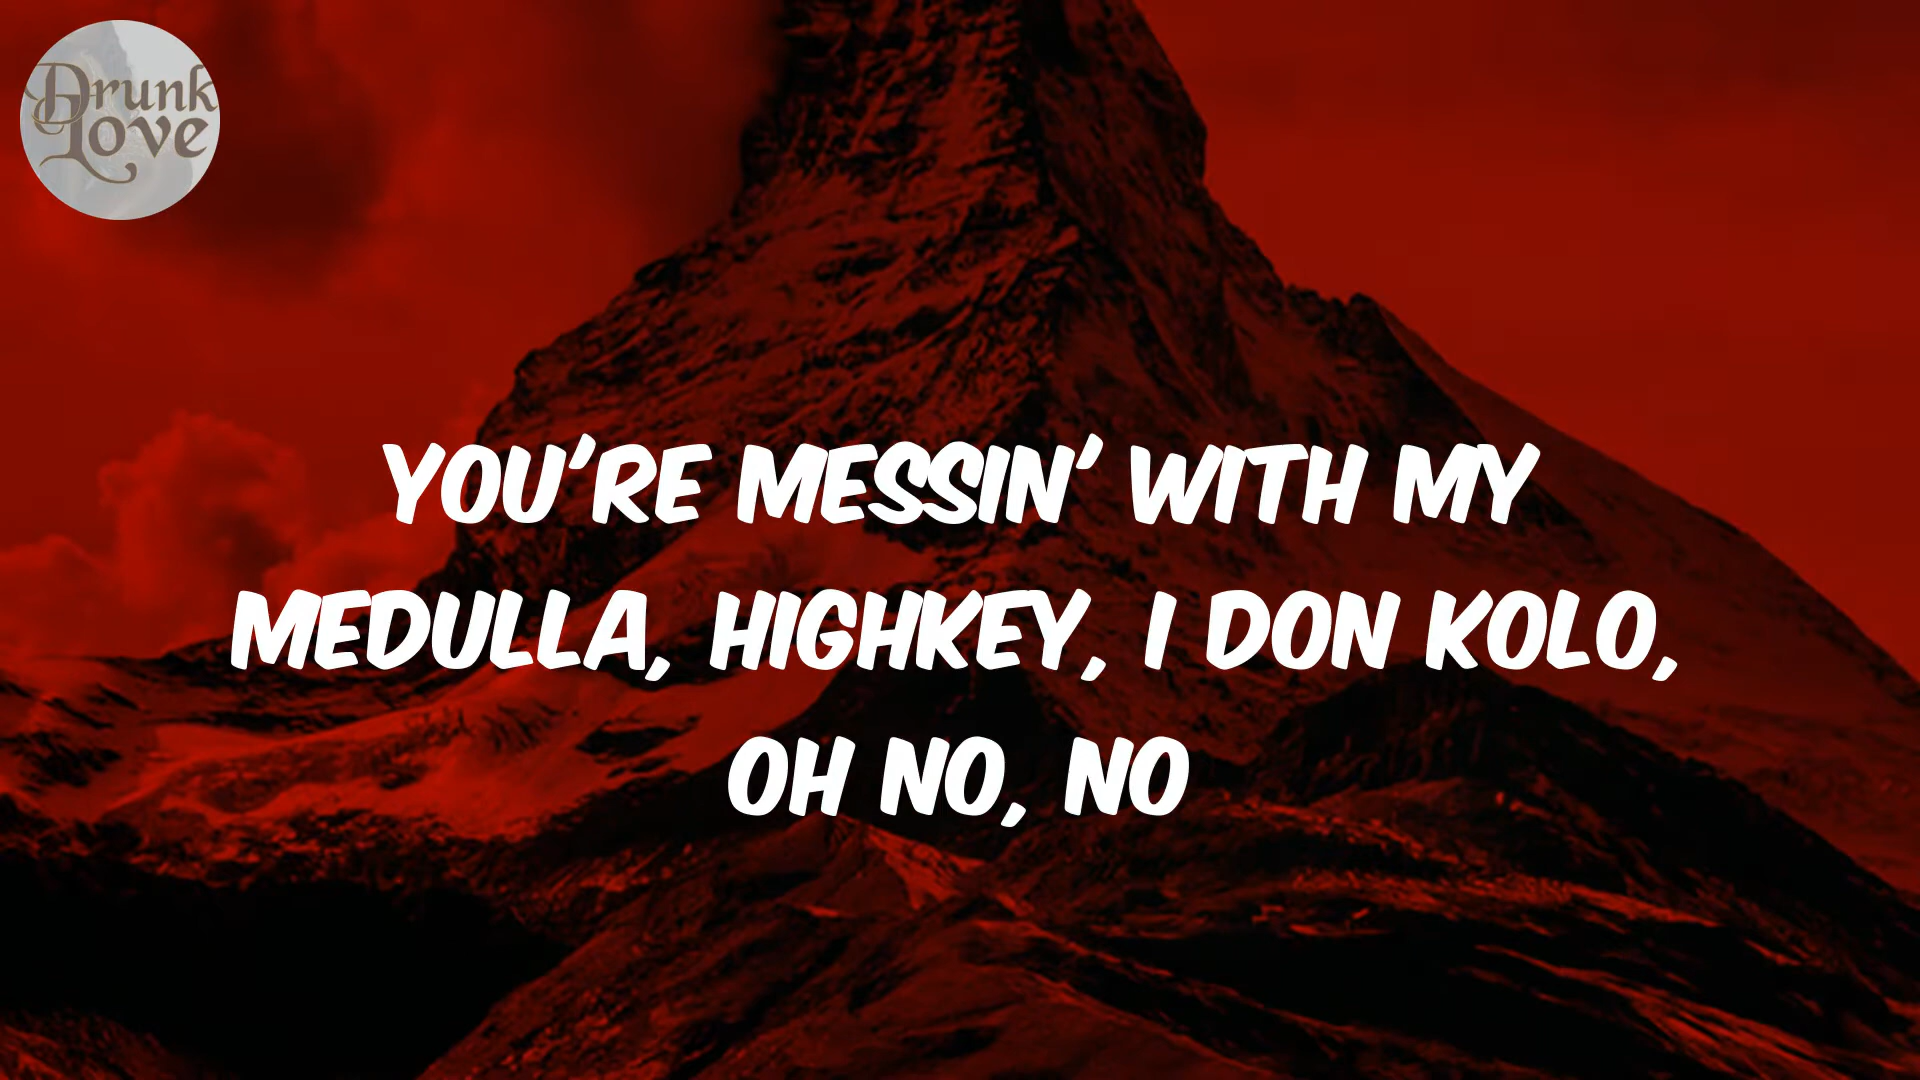 Drunk
Love
YOU'RE MESSIN' WITH MY
MEDULLA, HIGHKEY, I DON KOLO,
OH NO, NO